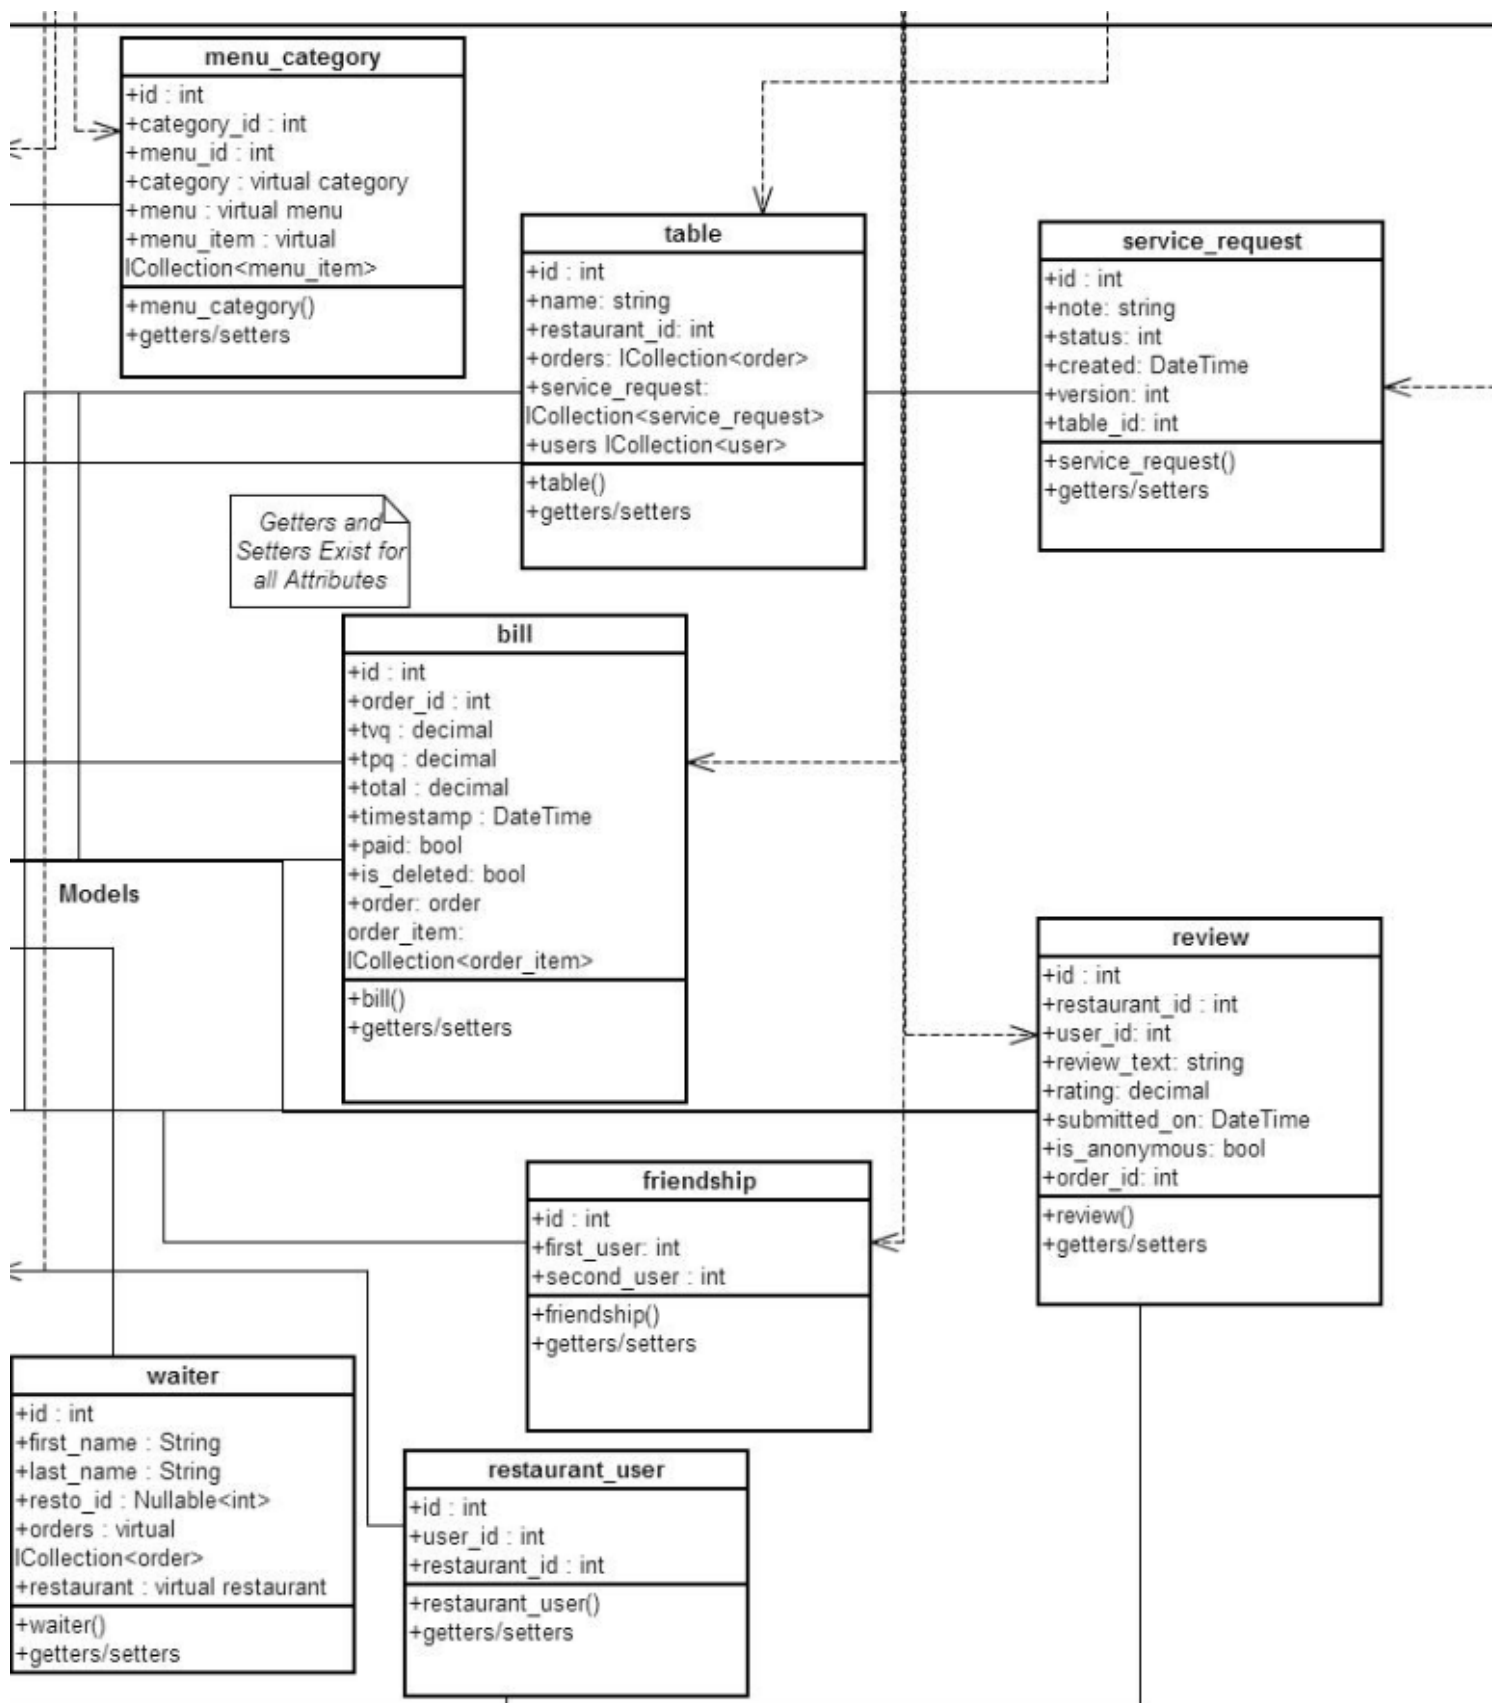 menu_category
+id : int
+category_id : int
+menu_id : int
+category : virtual category
+menu : virtual menu
+menu_item : virtual
ICollection<menu_item>
+menu_category()
+getters/setters
table
+id : int
+name: string
+restaurant_id: int
+orders: ICollection<order>
+service_request:
ICollection<service_request>
+users ICollection<user>
+table()
+getters/setters
service_request
+id : int
+note: string
+status: int
+created: DateTime
+version: int
+table_id: int
+service_request()
+getters/setters
Getters and
Setters Exist for
all Attributes
bill
+id : int
+order_id : int
+tvq : decimal
+tpq : decimal
+total : decimal
+timestamp : DateTime
+paid: bool
+is_deleted: bool
+order: order
order_item:
ICollection<order_item>
+bill()
+getters/setters
Models
review
+id : int
+restaurant_id : int
+user_id: int
+review_text: string
+rating: decimal
+submitted_on: DateTime
+is_anonymous: bool
+order_id: int
+review()
+getters/setters
friendship
+id : int
+first_user: int
+second_user : int
+friendship()
+getters/setters
waiter
+id : int
+first_name : String
+last_name : String
+resto_id : Nullable<int>
+orders : virtual
ICollection<order>
+restaurant : virtual restaurant
+waiter()
+getters/setters
restaurant_user
+id : int
+user_id : int
+restaurant_id : int
+restaurant_user()
+getters/setters